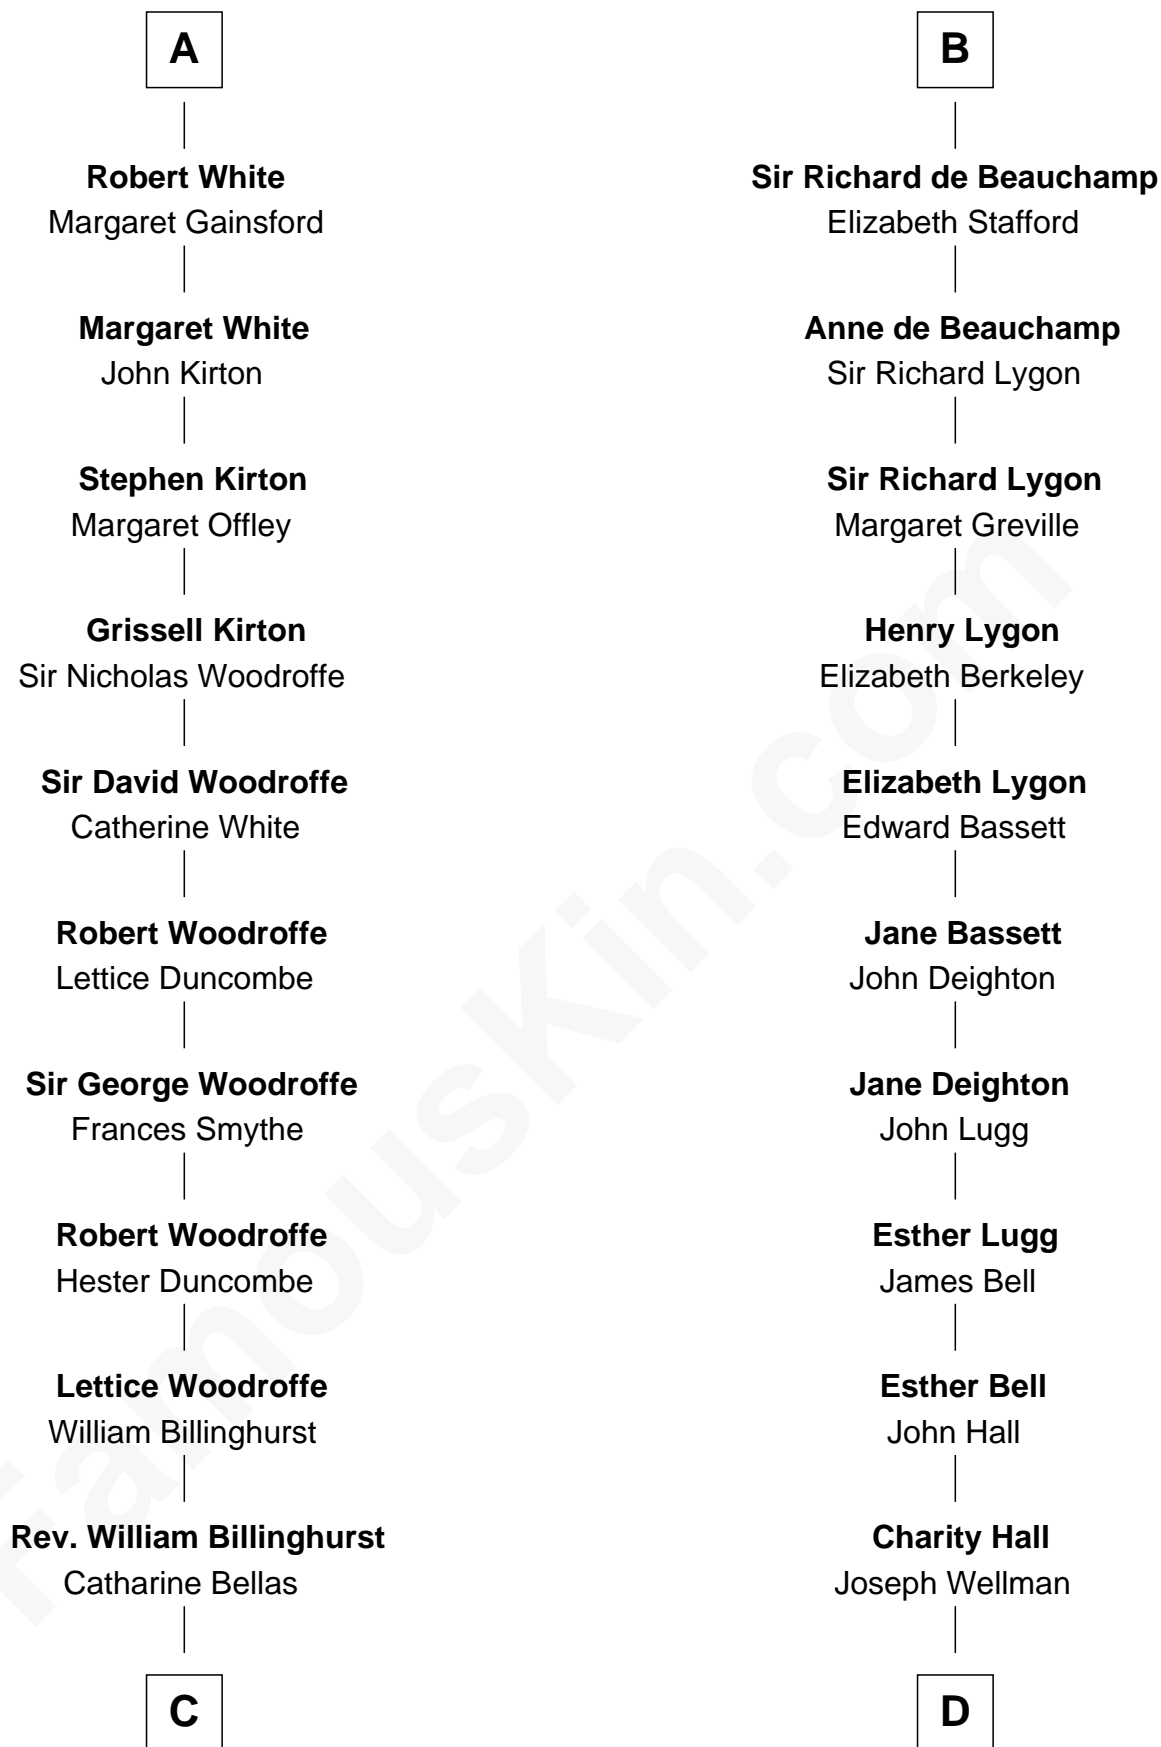 A
Robert White
Margaret Gainsford
Margaret White
John Kirton
Stephen Kirton
Margaret Offley
Grissell Kirton
Sir Nicholas Woodroffe
Sir David Woodroffe
Catherine White
Robert Woodroffe
Lettice Duncombe
Sir George Woodroffe
Frances Smythe
Robert Woodroffe
Hester Duncombe
Lettice Woodroffe
William Billinghurst
Rev. William Billinghurst
Catharine Bellas
C
B
Sir Richard de Beauchamp
Elizabeth Stafford
Anne de Beauchamp
Sir Richard Lygon
Sir Richard Lygon
Margaret Greville
Henry Lygon
Elizabeth Berkeley
Elizabeth Lygon
Edward Bassett
Jane Bassett
John Deighton
Jane Deighton
John Lugg
Esther Lugg
James Bell
Esther Bell
John Hall
Charity Hall
Joseph Wellman
D
FamousKin.com